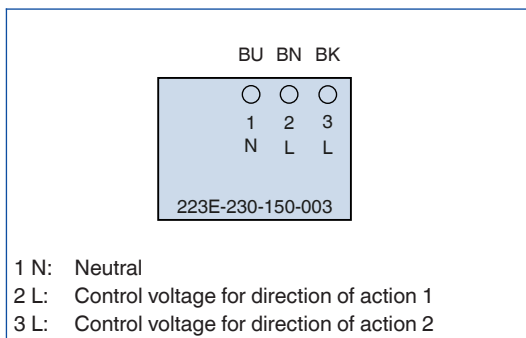 BU BN BK
1 2 3
N L L
223E-230-150-003
1 N: Neutral
2 L: Control voltage for direction of action 1
3 L: Control voltage for direction of action 2